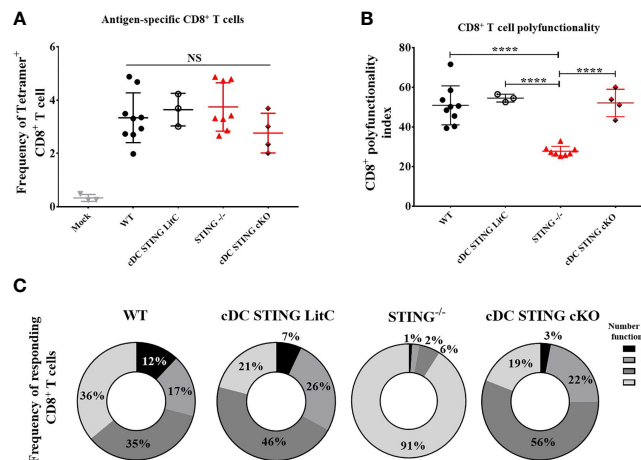 A
Antigen-specific CD8+ T cells
NS
Frequency of Tetramer+
CD8+ T cell
8
6
4
2
0
Mock
WT
cDC STING LitC
STING -/-
cDC STING cKO
B
CD8+ T cell polyfunctionality
****
****
****
CD8+ polyfunctionality
index
80
60
40
20
0
WT
cDC STING LitC
STING -/-
cDC STING cKO
C
Frequency of responding
CD8+ T cells
WT
12%
17%
35%
36%
cDC STING LitC
7%
26%
46%
21%
STING-/-
1%
2%
6%
91%
cDC STING cKO
3%
22%
56%
19%
Number
function